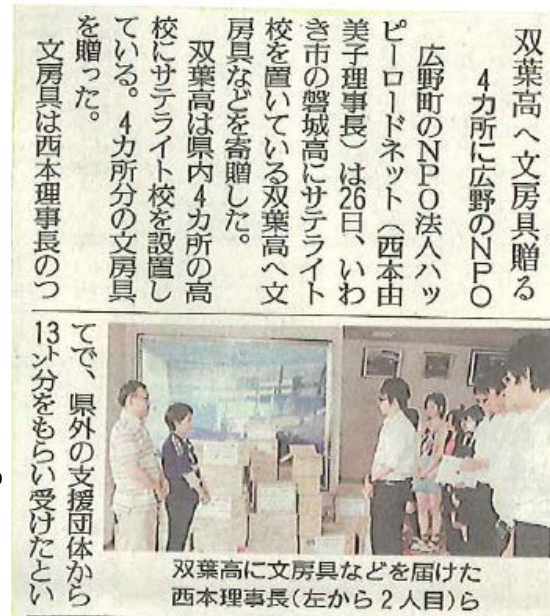 双葉高へ文房具贈る
4カ所に広野のNPO
広野町のNPO法人ハッ
ピーロードネット（西本由
美子理事長）は26日、いわ
き市の磐城高にサテライト
校を置いている双葉高へ文
房具などを寄贈した。
双葉高は県内4カ所の高
校にサテライト校を設置し
ている。4カ所分の文房具
を贈った。
文房具は西本理事長のつ
てで、県外の支援団体から
13㌧分をもらい受けたとい
双葉高に文房具などを届けた
西本理事長(左から2人目)ら